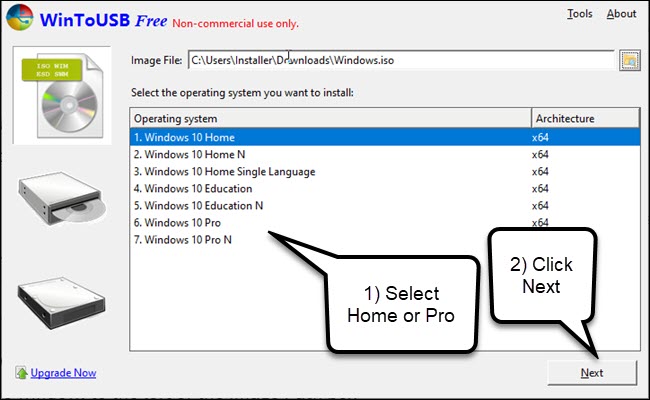 WinToUSB Free Non-commercial use only.
Tools About
ISO WIM
ESD SWM
Image File: C:\Users\Installer\Downloads\Windows.iso
Select the operating system you want to install:
Operating system Architecture
1. Windows 10 Home x64
2. Windows 10 Home N x64
3. Windows 10 Home Single Language x64
4. Windows 10 Education x64
5. Windows 10 Education N x64
6. Windows 10 Pro x64
7. Windows 10 Pro N
1) Select
Home or Pro
2) Click
Next
Upgrade Now
Next